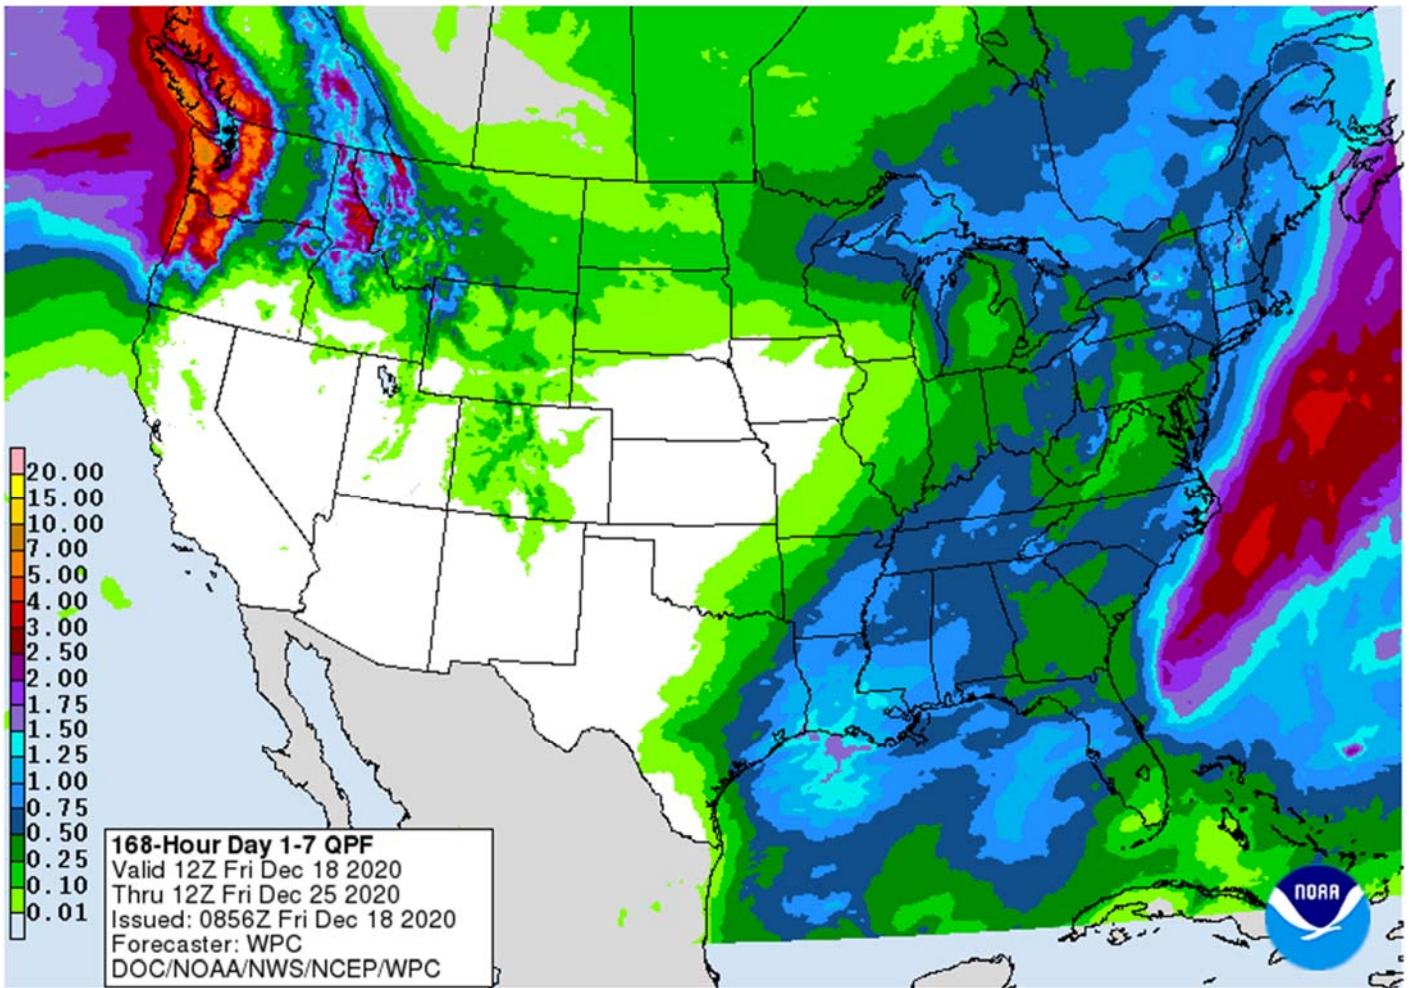 20.00
15.00
10.00
7.00
5.00
4.00
3.00
2.50
2.00
1.75
1.50
1.25
1.00
0.75
0.50
0.25
0.10
0.01
168-Hour Day 1-7 QPF
Valid 12Z Fri Dec 18 2020
Thru 12Z Fri Dec 25 2020
Issued: 0856Z Fri Dec 18 2020
Forecaster: WPC
DOC/NOAA/NWS/NCEP/WPC
NOAA